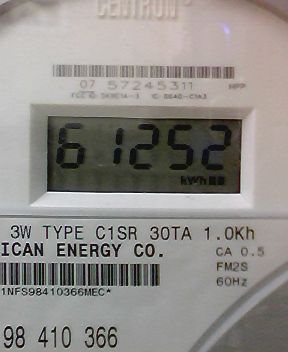 CENTRON®
07 57245311
61252
kWh
3W TYPE C1SR 30TA 1.0Kh
ICAN ENERGY CO.
CA 0.5
FM2S
60Hz
1NFS98410366MEC*
98 410 366